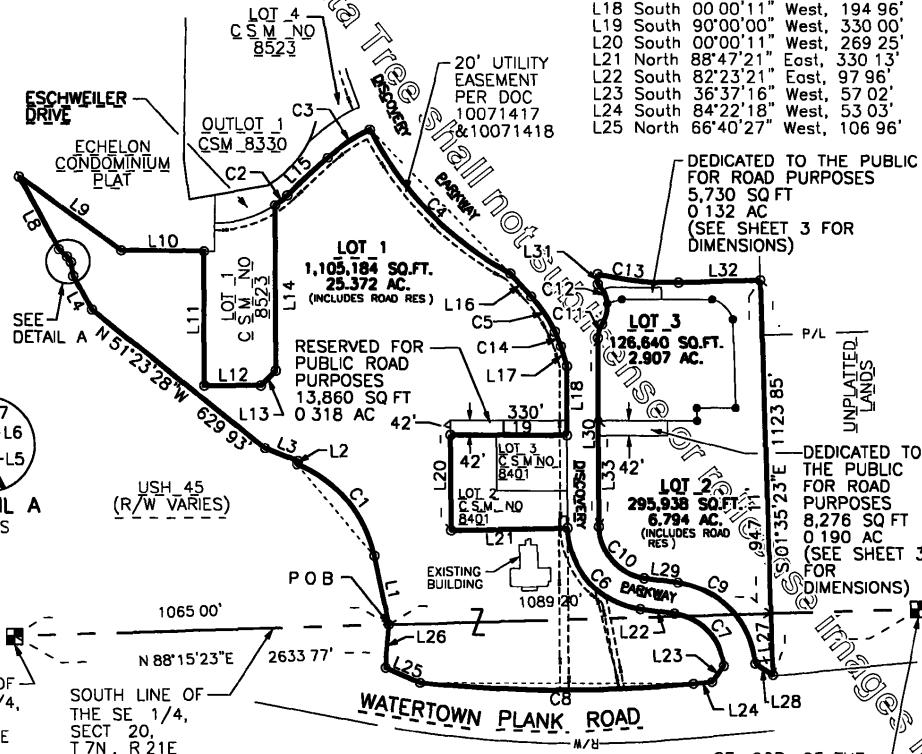 L18 South 00 00'11" West, 194 96'
L19 South 90°00'00" West, 330 00'
L20 South 00°00'11" West, 269 25'
L21 North 88°47'21" East, 330 13'
L22 South 82°23'21" East, 97 96'
L23 South 36°37'16" West, 57 02'
L24 South 84°22'18" West, 53 03'
L25 North 66°40'27" West, 106 96'
LOT 4
C S M NO
8523
20' UTILITY
EASEMENT
PER DOC
10071417
&10071418
ESCHWEILER
DRIVE
C3
DISCOVERY
PARKWAY
OUTLOT 1
CSM 8330
ECHELON
CONDOMINIUM
PLAT
C2
L15
C4
DEDICATED TO THE PUBLIC
FOR ROAD PURPOSES
5,730 SQ FT
0 132 AC
(SEE SHEET 3 FOR
DIMENSIONS)
L9
L8
L10
L4
L11
LOT 1
C S M NO
8523
L14
LOT 1
1,105,184 SQ.FT.
25.372 AC.
(INCLUDES ROAD RES)
L31
C13
L32
C12
C11
L16
C5
C14
L17
LOT 3
126,640 SQ.FT.
2.907 AC.
P/L
UNPLATTED
LANDS
SEE
DETAIL A
N 51°23'28"W
629 93'
L12
L13
RESERVED FOR
PUBLIC ROAD
PURPOSES
13,860 SQ FT
0 318 AC
L18
330'
L19
42'
42'
L20
LOT 3
C S M NO
8401
LOT 2
C S M NO
8401
L21
L30
42'
L33
DISCOVERY
1123 85'
S 01°35'23"E
947 11'
DEDICATED TO
THE PUBLIC
FOR ROAD
PURPOSES
8,276 SQ FT
0 190 AC
(SEE SHEET 3
FOR
DIMENSIONS)
7
L6
L5
L A
S
L3
L2
C1
USH 45
(R/W VARIES)
LOT 2
295,938 SQ.FT.
6.794 AC.
(INCLUDES ROAD
RES)
C10
L29
C9
C6
PARKWAY
EXISTING
BUILDING
P O B
L1
1065 00'
1089 20'
L22
C7
L27
L26
N 88°15'23"E
2633 77'
L25
L23
C8
L24
L28
SOUTH LINE OF
THE SE 1/4,
SECT 20,
T 7N, R 21E
WATERTOWN PLANK ROAD
R/W
OF
/4,
E
ta Tree shall not
or
images